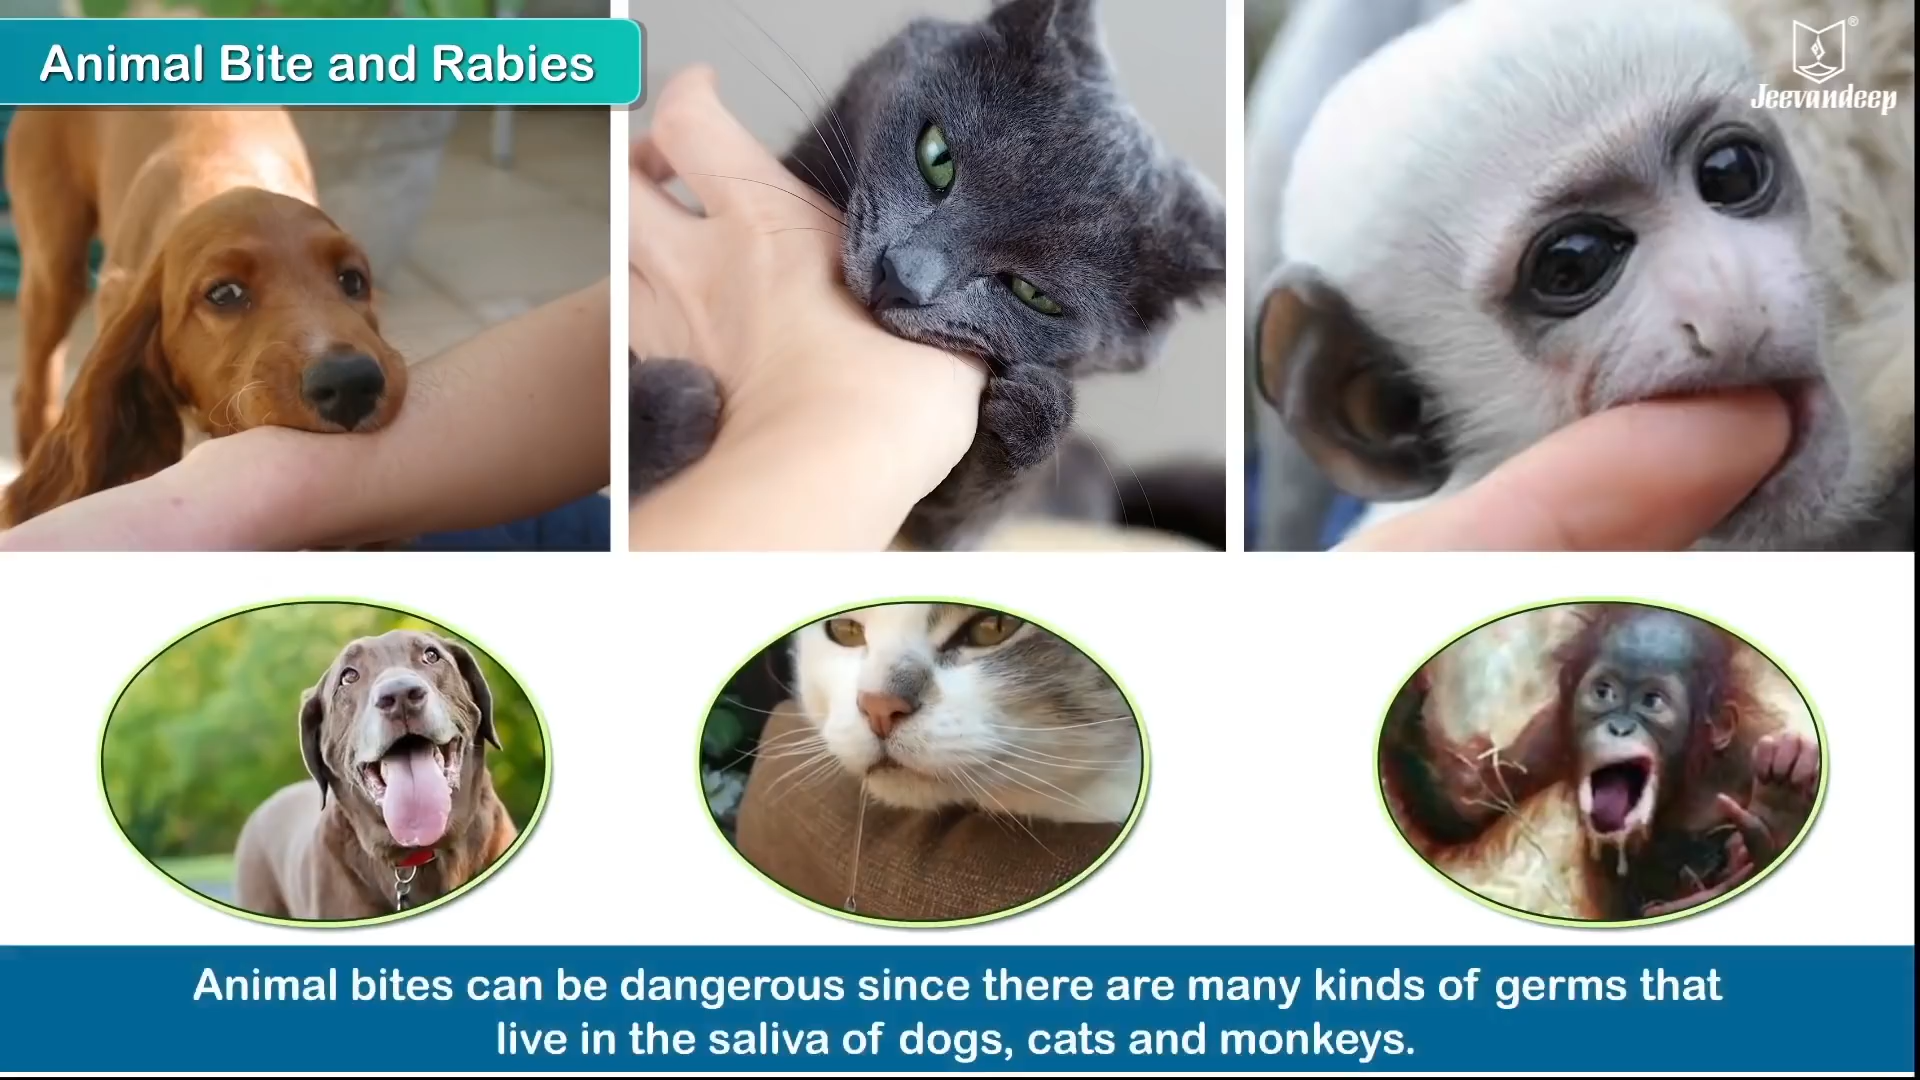 Animal Bite and Rabies
®
Jeevandeep
Animal bites can be dangerous since there are many kinds of germs that
live in the saliva of dogs, cats and monkeys.